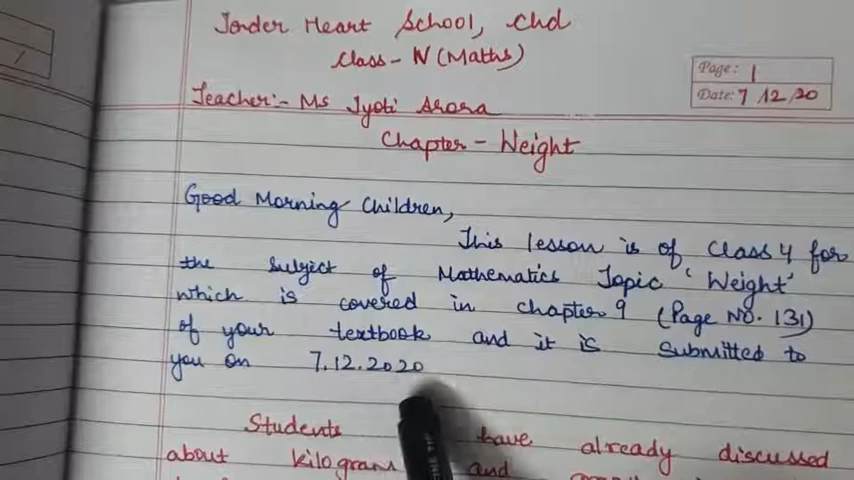 Tender Heart School, Chd
Class - IV (Maths)
Page: 1
Date: 7/12/20
Teacher:- Ms Jyoti Arora
Chapter - Weight
Good Morning Children,
This lesson is of Class 4 for
the subject of Mathematics Topic 'Weight'
which is covered in chapter 9 (Page No. 131)
of your textbook and it is submitted to
you on 7.12.2020
Students have already discussed
about kilogram and